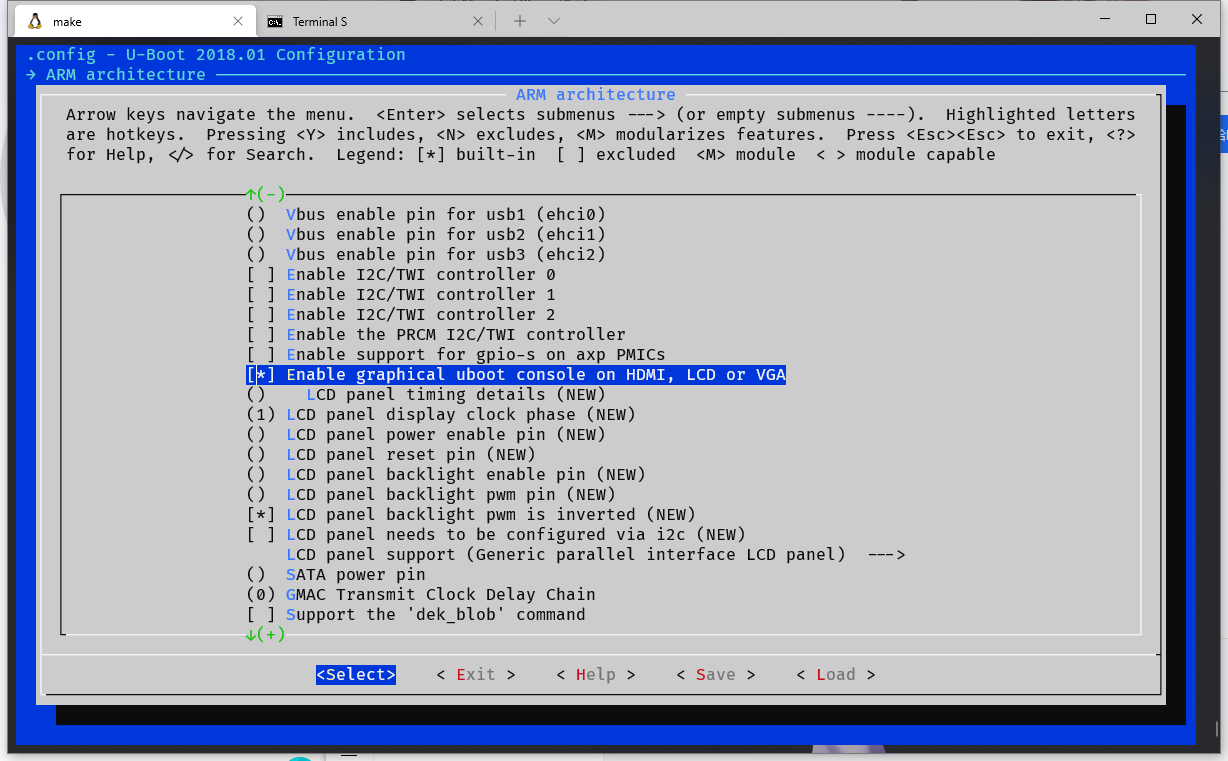 make
Terminal S
.config - U-Boot 2018.01 Configuration
→ ARM architecture
ARM architecture
Arrow keys navigate the menu.  <Enter> selects submenus ---> (or empty submenus ----).  Highlighted letters
are hotkeys.  Pressing <Y> includes, <N> excludes, <M> modularizes features.  Press <Esc><Esc> to exit, <?>
for Help, </> for Search.  Legend: [*] built-in  [ ] excluded  <M> module  < > module capable
↑(-)
()  Vbus enable pin for usb1 (ehci0)
()  Vbus enable pin for usb2 (ehci1)
()  Vbus enable pin for usb3 (ehci2)
[ ] Enable I2C/TWI controller 0
[ ] Enable I2C/TWI controller 1
[ ] Enable I2C/TWI controller 2
[ ] Enable the PRCM I2C/TWI controller
[ ] Enable support for gpio-s on axp PMICs
[*] Enable graphical uboot console on HDMI, LCD or VGA
()    LCD panel timing details (NEW)
(1) LCD panel display clock phase (NEW)
()  LCD panel power enable pin (NEW)
()  LCD panel reset pin (NEW)
()  LCD panel backlight enable pin (NEW)
()  LCD panel backlight pwm pin (NEW)
[*] LCD panel backlight pwm is inverted (NEW)
[ ] LCD panel needs to be configured via i2c (NEW)
LCD panel support (Generic parallel interface LCD panel)  --->
()  SATA power pin
(0) GMAC Transmit Clock Delay Chain
[ ] Support the 'dek_blob' command
↓(+)
<Select>    < Exit >    < Help >    < Save >    < Load >